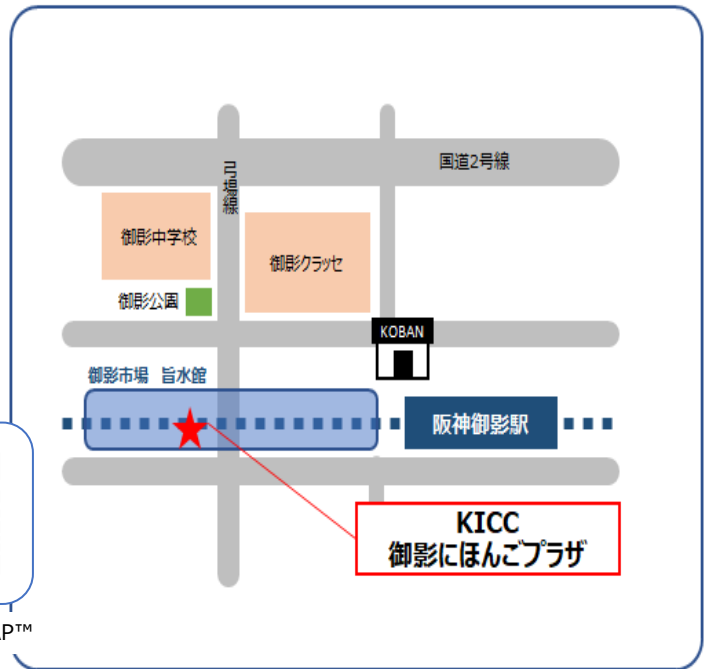 国道2号線
弓場線
御影中学校
御影クラッセ
御影公園
KOBAN
御影市場 旨水館
阪神御影駅
KICC
御影にほんごプラザ
P™